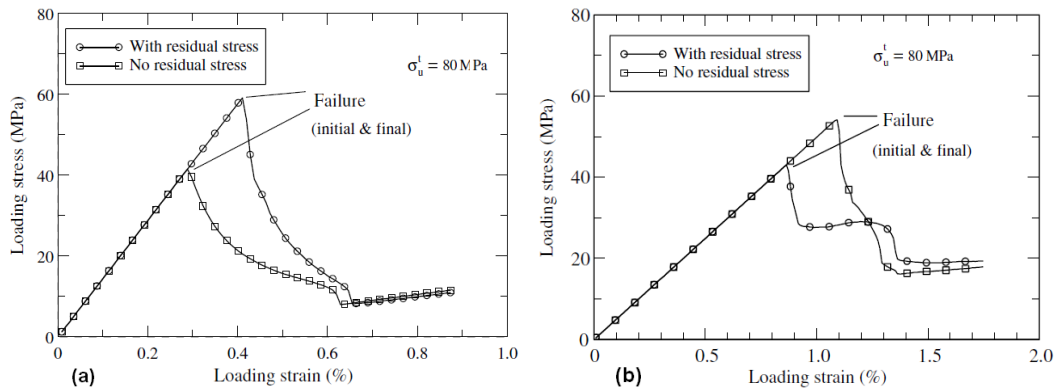 80
60
40
20
0
Loading stress (MPa)
With residual stress
No residual stress
σᵗᵤ = 80 MPa
Failure
(initial & final)
0 0.2 0.4 0.6 0.8 1.0
(a) Loading strain (%)
80
60
40
20
0
Loading stress (MPa)
With residual stress
No residual stress
σᵗᵤ = 80 MPa
Failure
(initial & final)
0 0.5 1.0 1.5 2.0
(b) Loading strain (%)